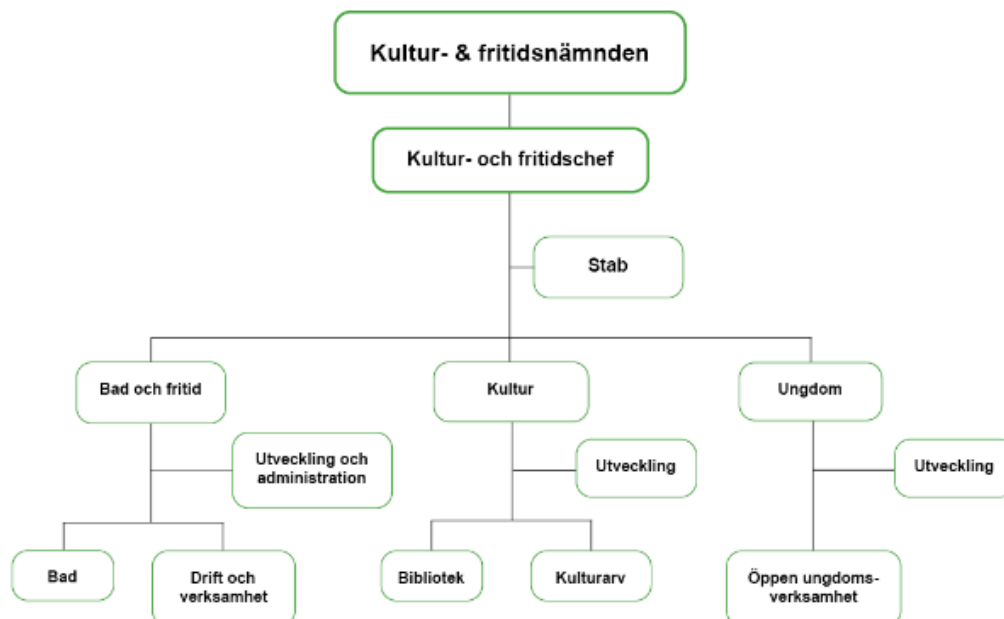 Kultur- & fritidsnämnden
Kultur- och fritidschef
Stab
Bad och fritid
Kultur
Ungdom
Utveckling och
administration
Utveckling
Utveckling
Bad
Drift och
verksamhet
Bibliotek
Kulturarv
Öppen ungdoms-
verksamhet